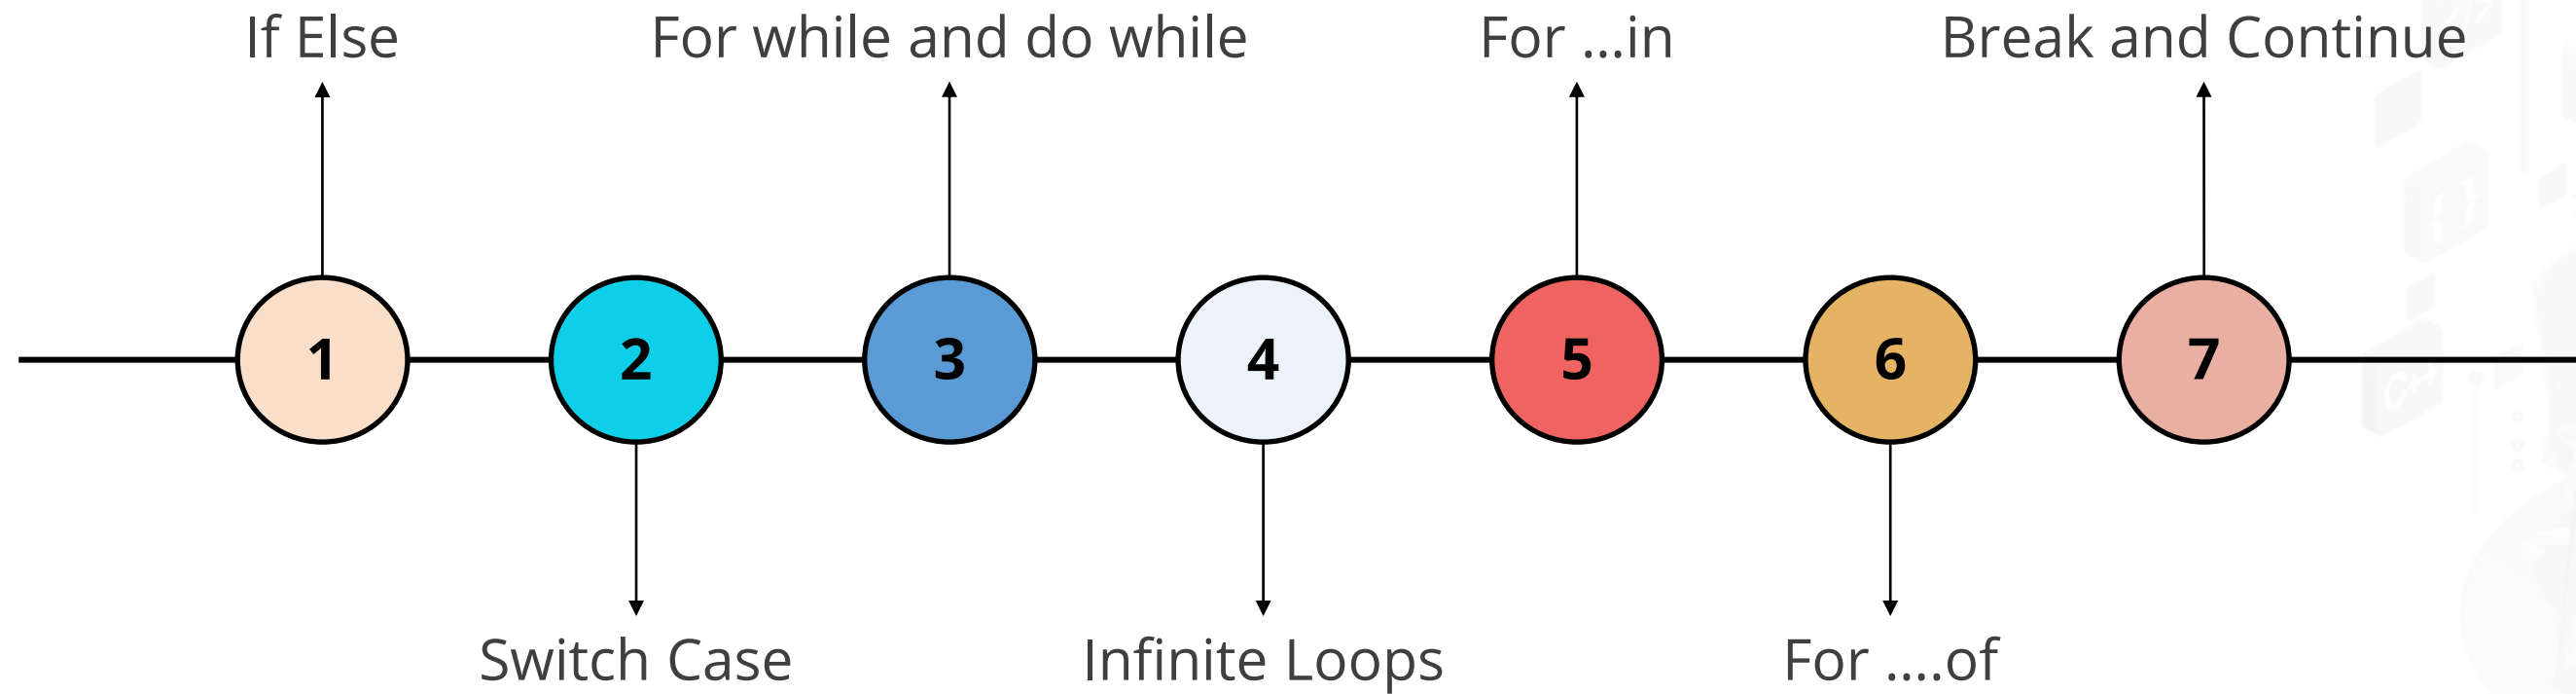 If Else
For while and do while
For ...in
Break and Continue
1
2
3
4
5
6
7
Switch Case
Infinite Loops
For ....of
{ }
C++